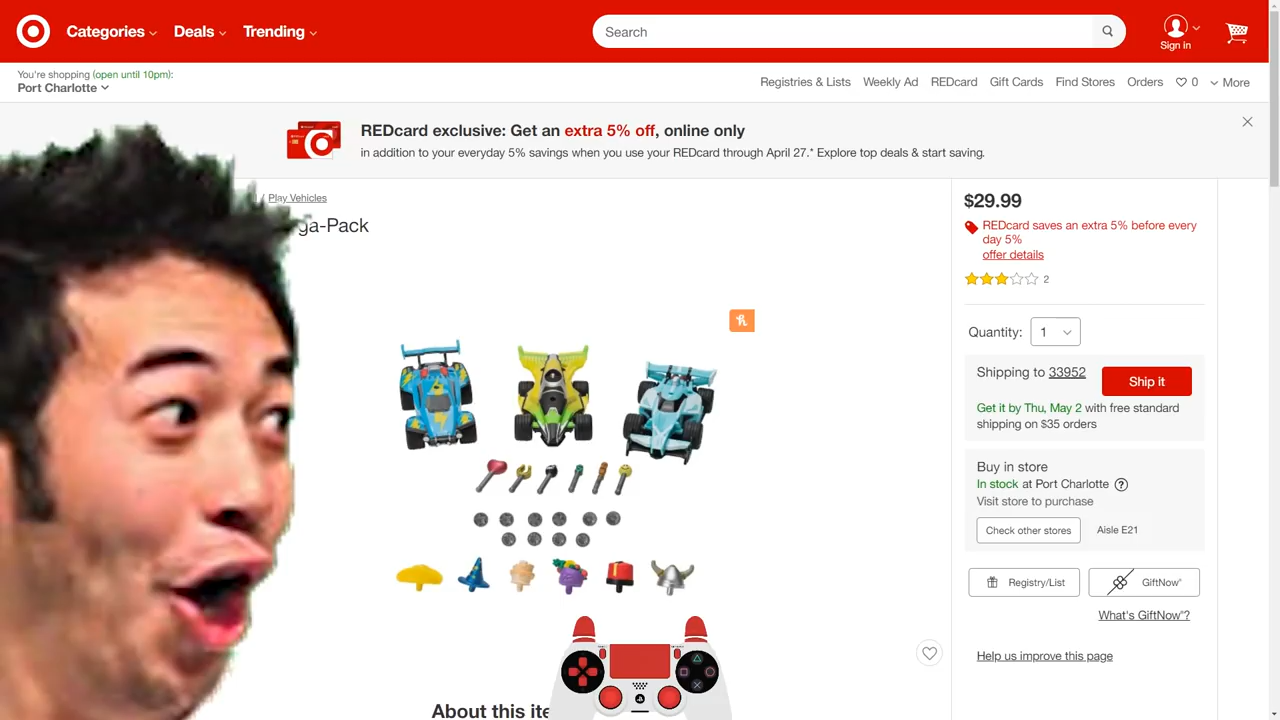 Categories
Deals
Trending
Search
Sign in
You're shopping (open until 10pm):
Port Charlotte
Registries & Lists
Weekly Ad
REDcard
Gift Cards
Find Stores
Orders
0
More
REDcard exclusive: Get an extra 5% off, online only
in addition to your everyday 5% savings when you use your REDcard through April 27.* Explore top deals & start saving.
/ Play Vehicles
ga-Pack
$29.99
REDcard saves an extra 5% before every
day 5%
offer details
2
Quantity: 1
Shipping to 33952
Ship it
Get it by Thu, May 2 with free standard
shipping on $35 orders
Buy in store
In stock at Port Charlotte ?
Visit store to purchase
Check other stores
Aisle E21
Registry/List
GiftNow®
What's GiftNow®?
Help us improve this page
About this ite